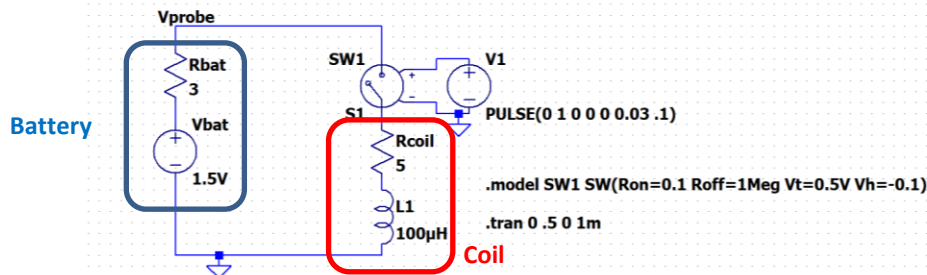 Vprobe
Rbat
3
Battery
Vbat
1.5V
SW1
S1
+
-
V1
PULSE(0 1 0 0 0 0.03 .1)
Rcoil
5
L1
100µH
Coil
.model SW1 SW(Ron=0.1 Roff=1Meg Vt=0.5V Vh=-0.1)
.tran 0 .5 0 1m